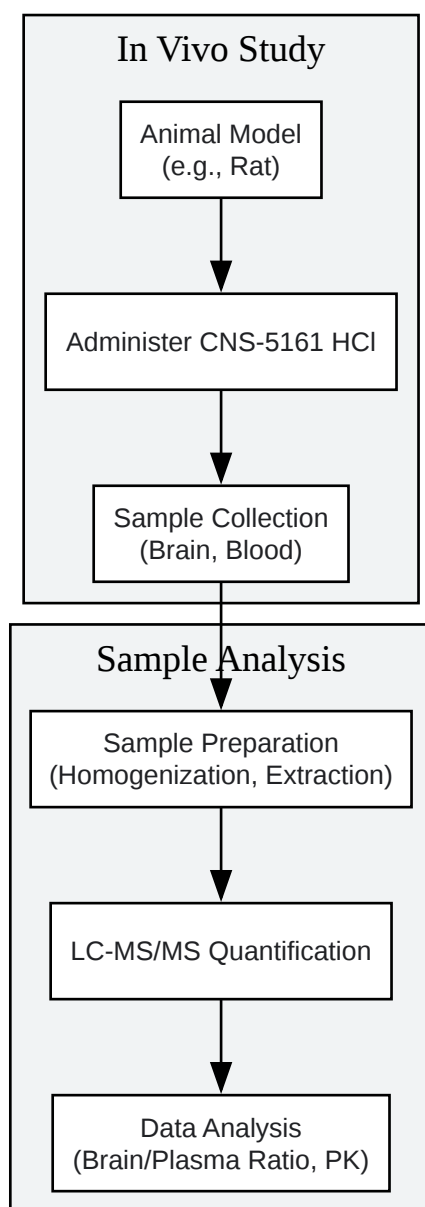 In Vivo Study
Animal Model
(e.g., Rat)
Administer CNS-5161 HCl
Sample Collection
(Brain, Blood)
Sample Analysis
Sample Preparation
(Homogenization, Extraction)
LC-MS/MS Quantification
Data Analysis
(Brain/Plasma Ratio, PK)